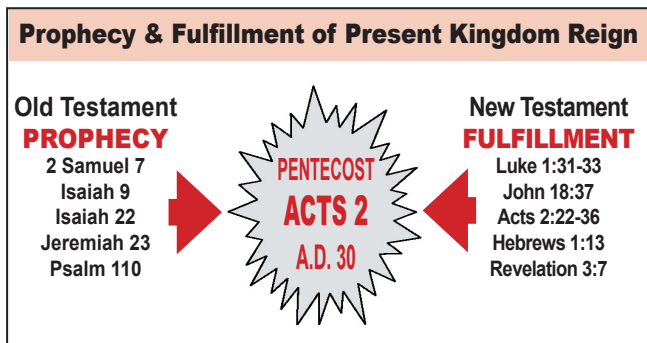 Prophecy & Fulfillment of Present Kingdom Reign
Old Testament
PROPHECY
2 Samuel 7
Isaiah 9
Isaiah 22
Jeremiah 23
Psalm 110
PENTECOST
ACTS 2
A.D. 30
New Testament
FULFILLMENT
Luke 1:31-33
John 18:37
Acts 2:22-36
Hebrews 1:13
Revelation 3:7